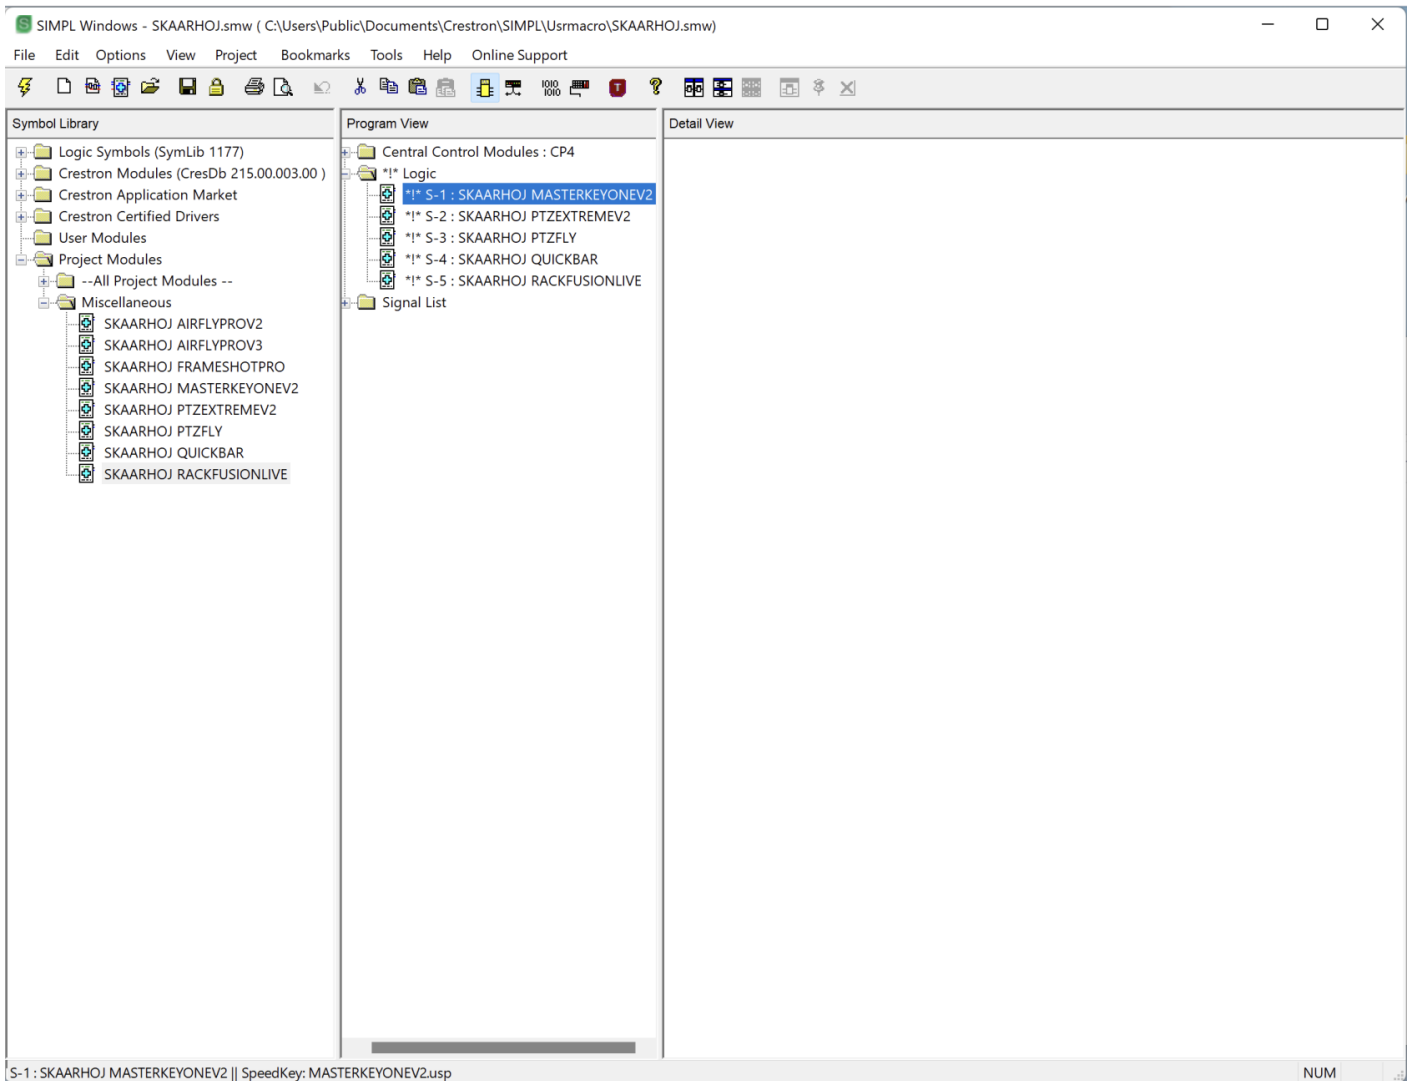 SIMPL Windows - SKAARHOJ.smw ( C:\Users\Public\Documents\Crestron\SIMPL\Usrmacro\SKAARHOJ.smw)
File Edit Options View Project Bookmarks Tools Help Online Support
Symbol Library
Logic Symbols (SymLib 1177)
Crestron Modules (CresDb 215.00.003.00 )
Crestron Application Market
Crestron Certified Drivers
User Modules
Project Modules
--All Project Modules --
Miscellaneous
SKAARHOJ AIRFLYPROV2
SKAARHOJ AIRFLYPROV3
SKAARHOJ FRAMESHOTPRO
SKAARHOJ MASTERKEYONEV2
SKAARHOJ PTZEXTREMEV2
SKAARHOJ PTZFLY
SKAARHOJ QUICKBAR
SKAARHOJ RACKFUSIONLIVE
Program View
Central Control Modules : CP4
*!* Logic
*!* S-1 : SKAARHOJ MASTERKEYONEV2
*!* S-2 : SKAARHOJ PTZEXTREMEV2
*!* S-3 : SKAARHOJ PTZFLY
*!* S-4 : SKAARHOJ QUICKBAR
*!* S-5 : SKAARHOJ RACKFUSIONLIVE
Signal List
Detail View
S-1 : SKAARHOJ MASTERKEYONEV2 || SpeedKey: MASTERKEYONEV2.usp
NUM